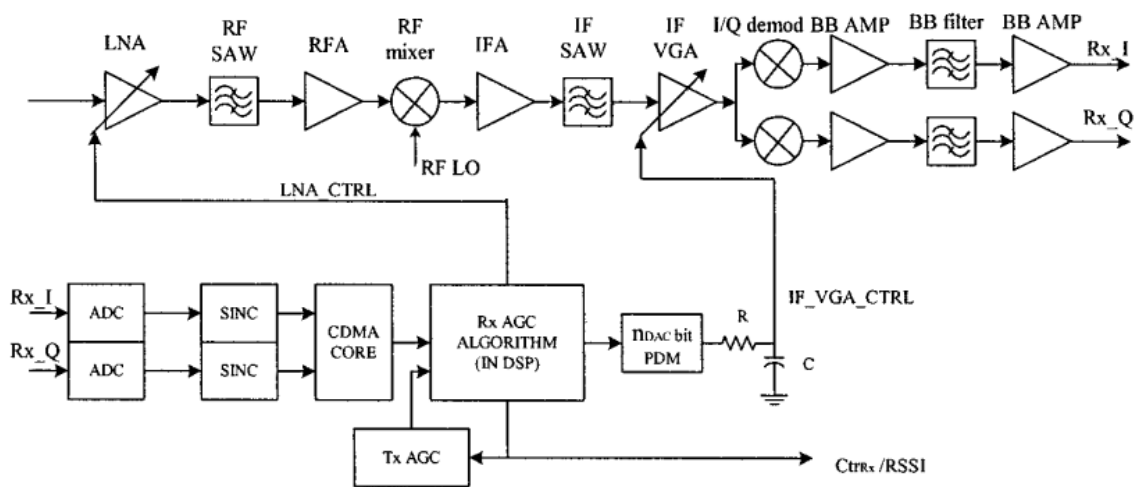 LNA
RF
SAW
RFA
RF
mixer
IFA
IF
SAW
IF
VGA
I/Q demod
BB AMP
BB filter
BB AMP
Rx_I
Rx_Q
RF LO
LNA_CTRL
IF_VGA_CTRL
Rx_I
ADC
SINC
Rx_Q
ADC
SINC
CDMA
CORE
Rx AGC
ALGORITHM
(IN DSP)
nDAC bit
PDM
R
C
Tx AGC
CtrRx /RSSI